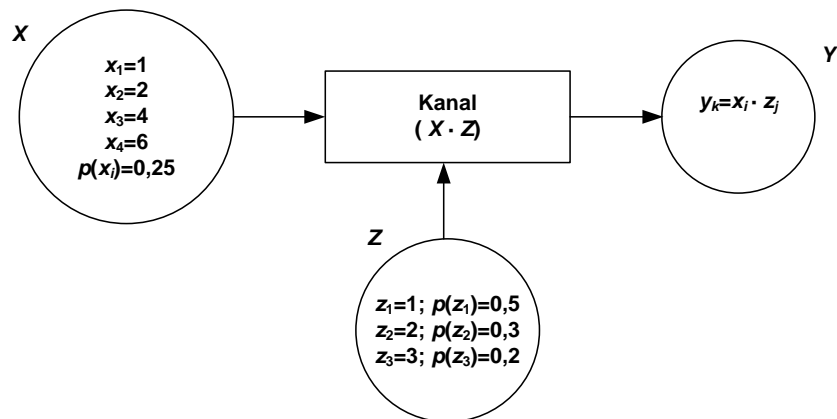 X
x₁=1
x₂=2
x₃=4
x₄=6
p(xᵢ)=0,25
Kanal
( X · Z)
Y
yₖ=xᵢ · zⱼ
Z
z₁=1; p(z₁)=0,5
z₂=2; p(z₂)=0,3
z₃=3; p(z₃)=0,2